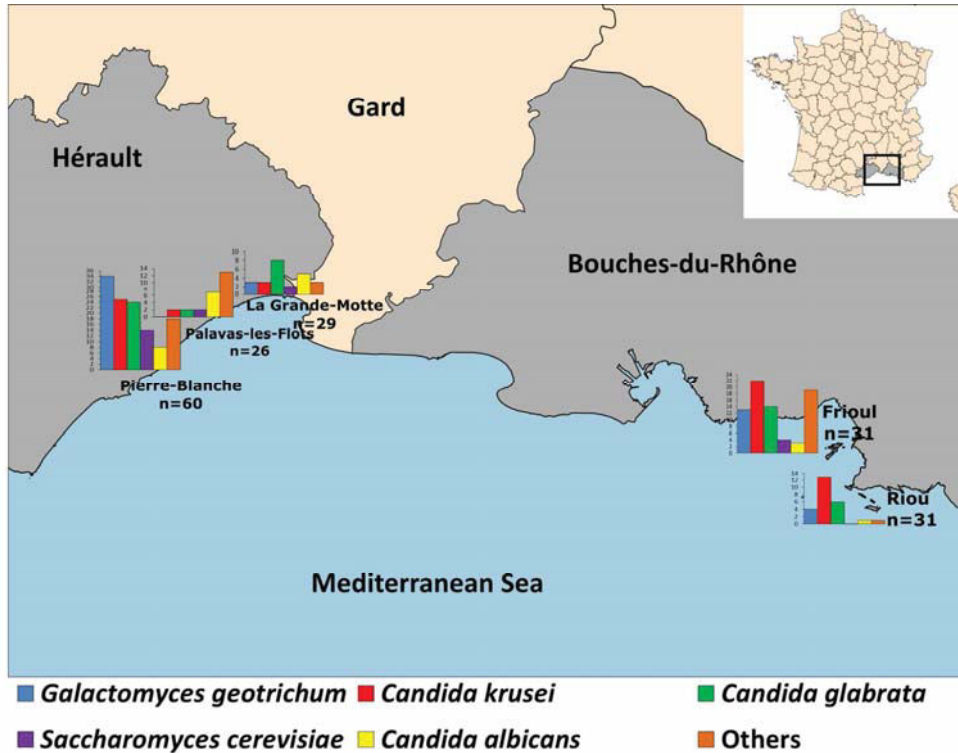 Gard
Hérault
Bouches-du-Rhône
La Grande-Motte
n=29
Palavas-les-Flots
n=26
Pierre-Blanche
n=60
Frioul
n=31
Riou
n=31
Mediterranean Sea
Galactomyces geotrichum Candida krusei Candida glabrata
Saccharomyces cerevisiae Candida albicans Others